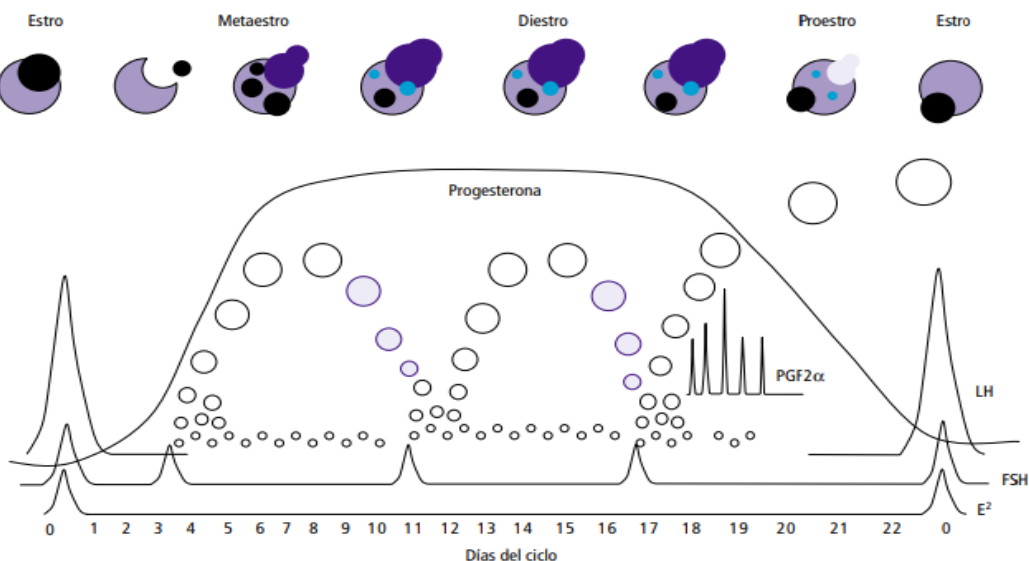 Estro Metaestro Diestro Proestro Estro
Progesterona
PGF2α
LH
FSH
E²
0 1 2 3 4 5 6 7 8 9 10 11 12 13 14 15 16 17 18 19 20 21 22 0
Días del ciclo